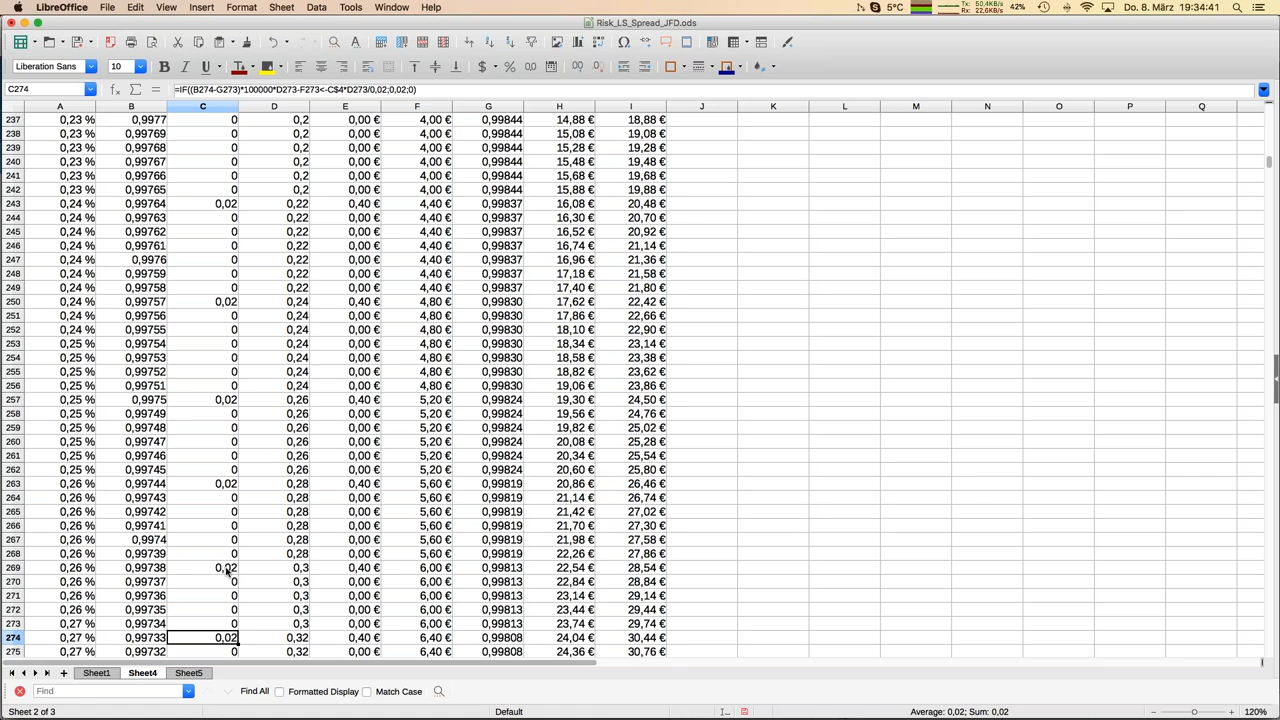 LibreOffice File Edit View Insert Format Sheet Data Tools Window Help 5°C Tx: 50,4KB/s Rx: 22,6KB/s 42% Do. 8. März 19:34:41
Risk_LS_Spread_JFD.ods
Liberation Sans 10
C274 =IF((B274-G273)*100000*D273-F273<-C$4*D273/0,02;0,02;0)
A B C D E F G H I J K L M N O P Q
237 0,23 % 0,9977 0 0,2 0,00 € 4,00 € 0,99844 14,88 € 18,88 €
238 0,23 % 0,99769 0 0,2 0,00 € 4,00 € 0,99844 15,08 € 19,08 €
239 0,23 % 0,99768 0 0,2 0,00 € 4,00 € 0,99844 15,28 € 19,28 €
240 0,23 % 0,99767 0 0,2 0,00 € 4,00 € 0,99844 15,48 € 19,48 €
241 0,23 % 0,99766 0 0,2 0,00 € 4,00 € 0,99844 15,68 € 19,68 €
242 0,23 % 0,99765 0 0,2 0,00 € 4,00 € 0,99844 15,88 € 19,88 €
243 0,24 % 0,99764 0,02 0,22 0,40 € 4,40 € 0,99837 16,08 € 20,48 €
244 0,24 % 0,99763 0 0,22 0,00 € 4,40 € 0,99837 16,30 € 20,70 €
245 0,24 % 0,99762 0 0,22 0,00 € 4,40 € 0,99837 16,52 € 20,92 €
246 0,24 % 0,99761 0 0,22 0,00 € 4,40 € 0,99837 16,74 € 21,14 €
247 0,24 % 0,9976 0 0,22 0,00 € 4,40 € 0,99837 16,96 € 21,36 €
248 0,24 % 0,99759 0 0,22 0,00 € 4,40 € 0,99837 17,18 € 21,58 €
249 0,24 % 0,99758 0 0,22 0,00 € 4,40 € 0,99837 17,40 € 21,80 €
250 0,24 % 0,99757 0,02 0,24 0,40 € 4,80 € 0,99830 17,62 € 22,42 €
251 0,24 % 0,99756 0 0,24 0,00 € 4,80 € 0,99830 17,86 € 22,66 €
252 0,24 % 0,99755 0 0,24 0,00 € 4,80 € 0,99830 18,10 € 22,90 €
253 0,25 % 0,99754 0 0,24 0,00 € 4,80 € 0,99830 18,34 € 23,14 €
254 0,25 % 0,99753 0 0,24 0,00 € 4,80 € 0,99830 18,58 € 23,38 €
255 0,25 % 0,99752 0 0,24 0,00 € 4,80 € 0,99830 18,82 € 23,62 €
256 0,25 % 0,99751 0 0,24 0,00 € 4,80 € 0,99830 19,06 € 23,86 €
257 0,25 % 0,9975 0,02 0,26 0,40 € 5,20 € 0,99824 19,30 € 24,50 €
258 0,25 % 0,99749 0 0,26 0,00 € 5,20 € 0,99824 19,56 € 24,76 €
259 0,25 % 0,99748 0 0,26 0,00 € 5,20 € 0,99824 19,82 € 25,02 €
260 0,25 % 0,99747 0 0,26 0,00 € 5,20 € 0,99824 20,08 € 25,28 €
261 0,25 % 0,99746 0 0,26 0,00 € 5,20 € 0,99824 20,34 € 25,54 €
262 0,25 % 0,99745 0 0,26 0,00 € 5,20 € 0,99824 20,60 € 25,80 €
263 0,26 % 0,99744 0,02 0,28 0,40 € 5,60 € 0,99819 20,86 € 26,46 €
264 0,26 % 0,99743 0 0,28 0,00 € 5,60 € 0,99819 21,14 € 26,74 €
265 0,26 % 0,99742 0 0,28 0,00 € 5,60 € 0,99819 21,42 € 27,02 €
266 0,26 % 0,99741 0 0,28 0,00 € 5,60 € 0,99819 21,70 € 27,30 €
267 0,26 % 0,9974 0 0,28 0,00 € 5,60 € 0,99819 21,98 € 27,58 €
268 0,26 % 0,99739 0 0,28 0,00 € 5,60 € 0,99819 22,26 € 27,86 €
269 0,26 % 0,99738 0,02 0,3 0,40 € 6,00 € 0,99813 22,54 € 28,54 €
270 0,26 % 0,99737 0 0,3 0,00 € 6,00 € 0,99813 22,84 € 28,84 €
271 0,26 % 0,99736 0 0,3 0,00 € 6,00 € 0,99813 23,14 € 29,14 €
272 0,26 % 0,99735 0 0,3 0,00 € 6,00 € 0,99813 23,44 € 29,44 €
273 0,27 % 0,99734 0 0,3 0,00 € 6,00 € 0,99813 23,74 € 29,74 €
274 0,27 % 0,99733 0,02 0,32 0,40 € 6,40 € 0,99808 24,04 € 30,44 €
275 0,27 % 0,99732 0 0,32 0,00 € 6,40 € 0,99808 24,36 € 30,76 €
Sheet1 Sheet4 Sheet5
Find Find All Formatted Display Match Case
Sheet 2 of 3 Default Average: 0,02; Sum: 0,02 120%